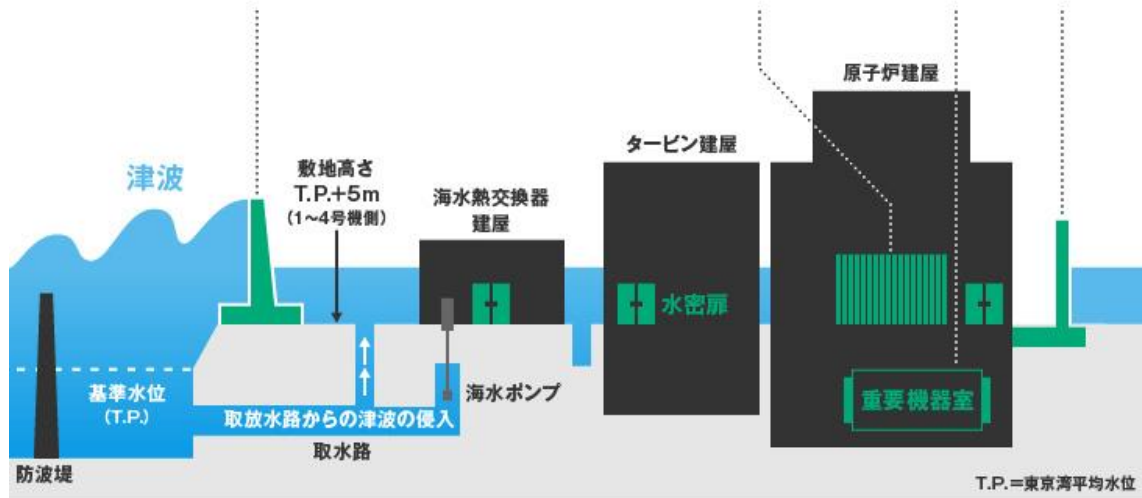 原子炉建屋
タービン建屋
津波
敷地高さ
T.P.+5m
(1〜4号機側)
海水熱交換器
建屋
水密扉
基準水位
(T.P.)
海水ポンプ
重要機器室
取放水路からの津波の侵入
取水路
防波堤
T.P.=東京湾平均水位